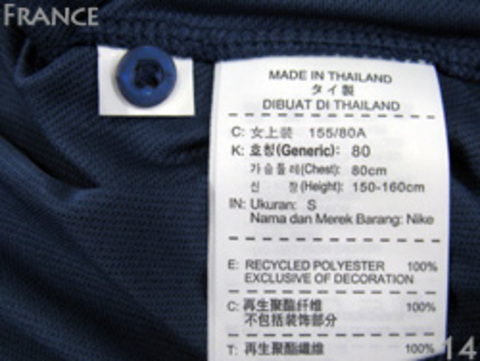 FRANCE
MADE IN THAILAND
タイ製
DIBUAT DI THAILAND
C: 女上装 155/80A
K: 호칭(Generic): 80
가슴둘레(Chest): 80cm
신 장(Height): 150-160cm
IN: Ukuran: S
Nama dan Merek Barang: Nike
E: RECYCLED POLYESTER 100%
EXCLUSIVE OF DECORATION
C: 再生聚酯纤维 100%
不包括装饰部分
T: 再生聚酯纖維 100%
14